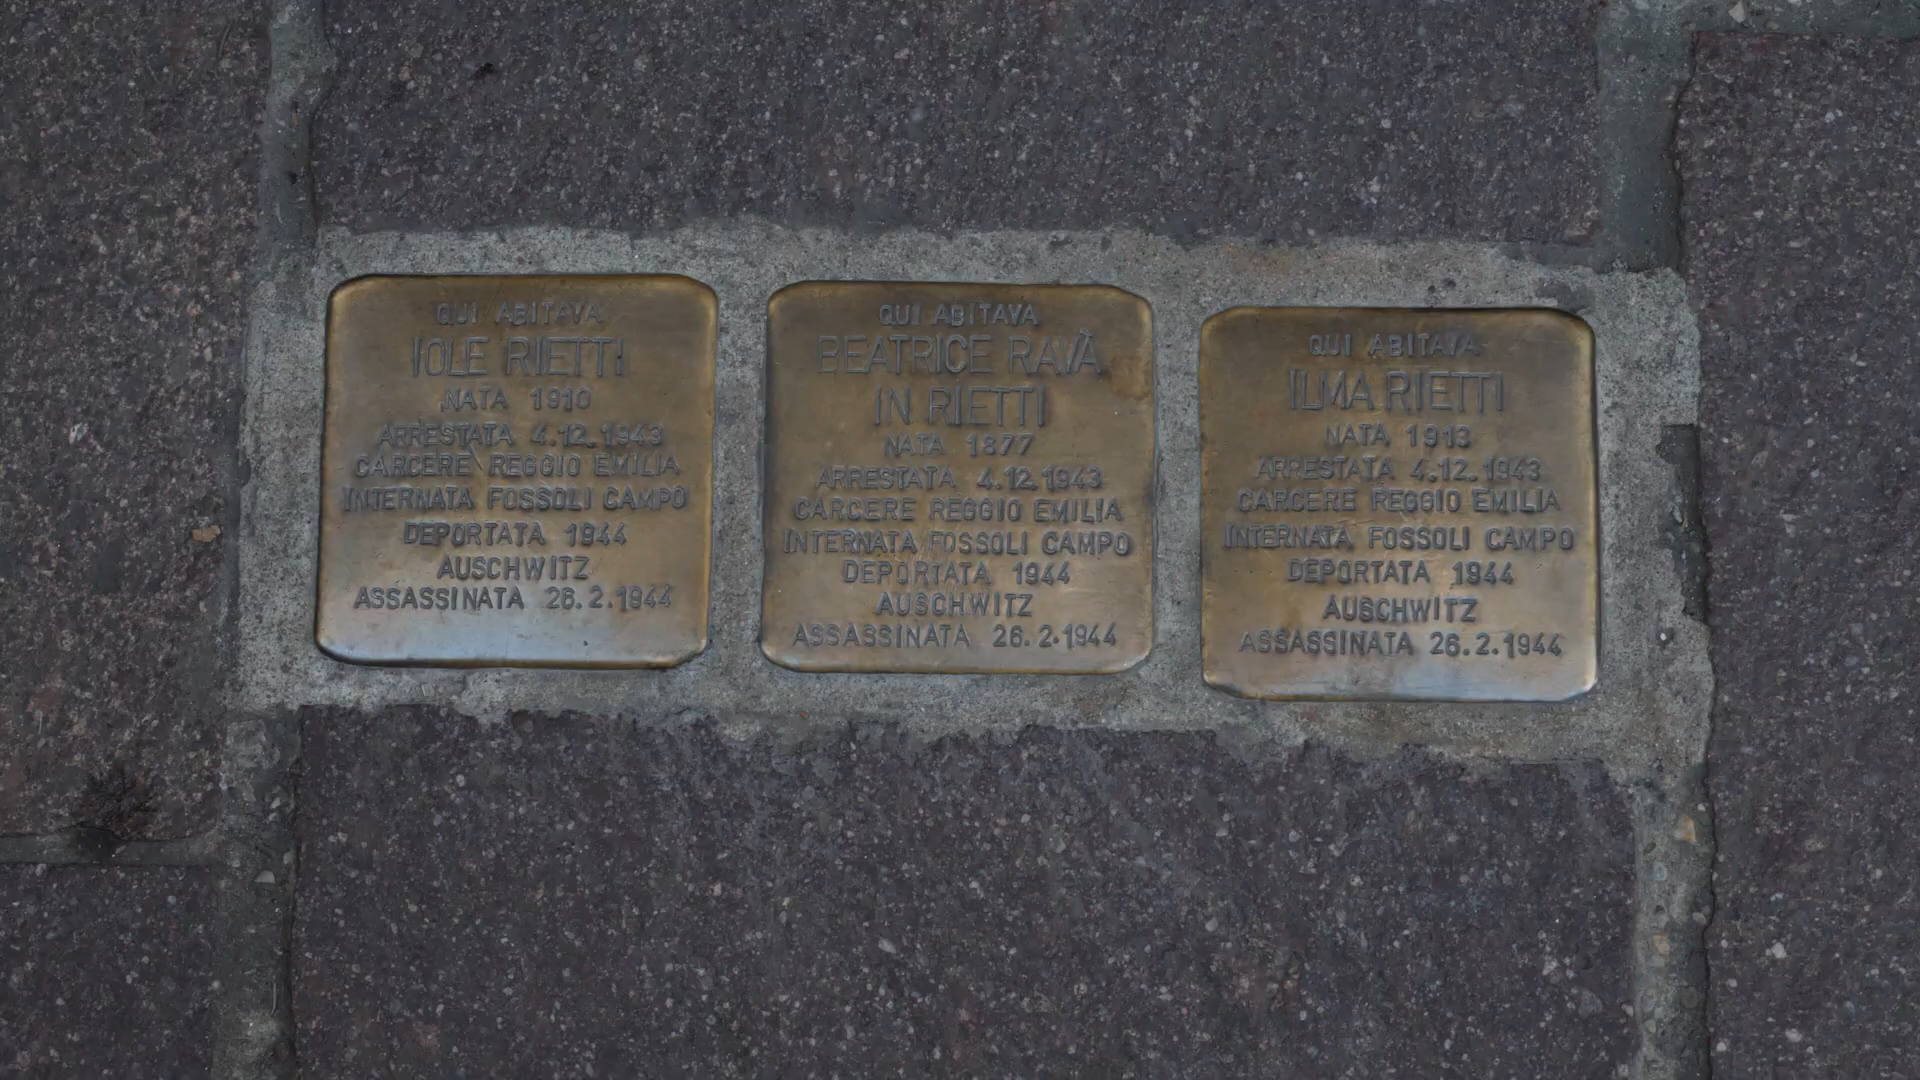 QUI ABITAVA
IOLE RIETTI
NATA 1910
ARRESTATA 4.12.1943
CARCERE REGGIO EMILIA
INTERNATA FOSSOLI CAMPO
DEPORTATA 1944
AUSCHWITZ
ASSASSINATA 26.2.1944
QUI ABITAVA
BEATRICE RAVÀ
IN RIETTI
NATA 1877
ARRESTATA 4.12.1943
CARCERE REGGIO EMILIA
INTERNATA FOSSOLI CAMPO
DEPORTATA 1944
AUSCHWITZ
ASSASSINATA 26.2.1944
QUI ABITAVA
ILMA RIETTI
NATA 1913
ARRESTATA 4.12.1943
CARCERE REGGIO EMILIA
INTERNATA FOSSOLI CAMPO
DEPORTATA 1944
AUSCHWITZ
ASSASSINATA 26.2.1944